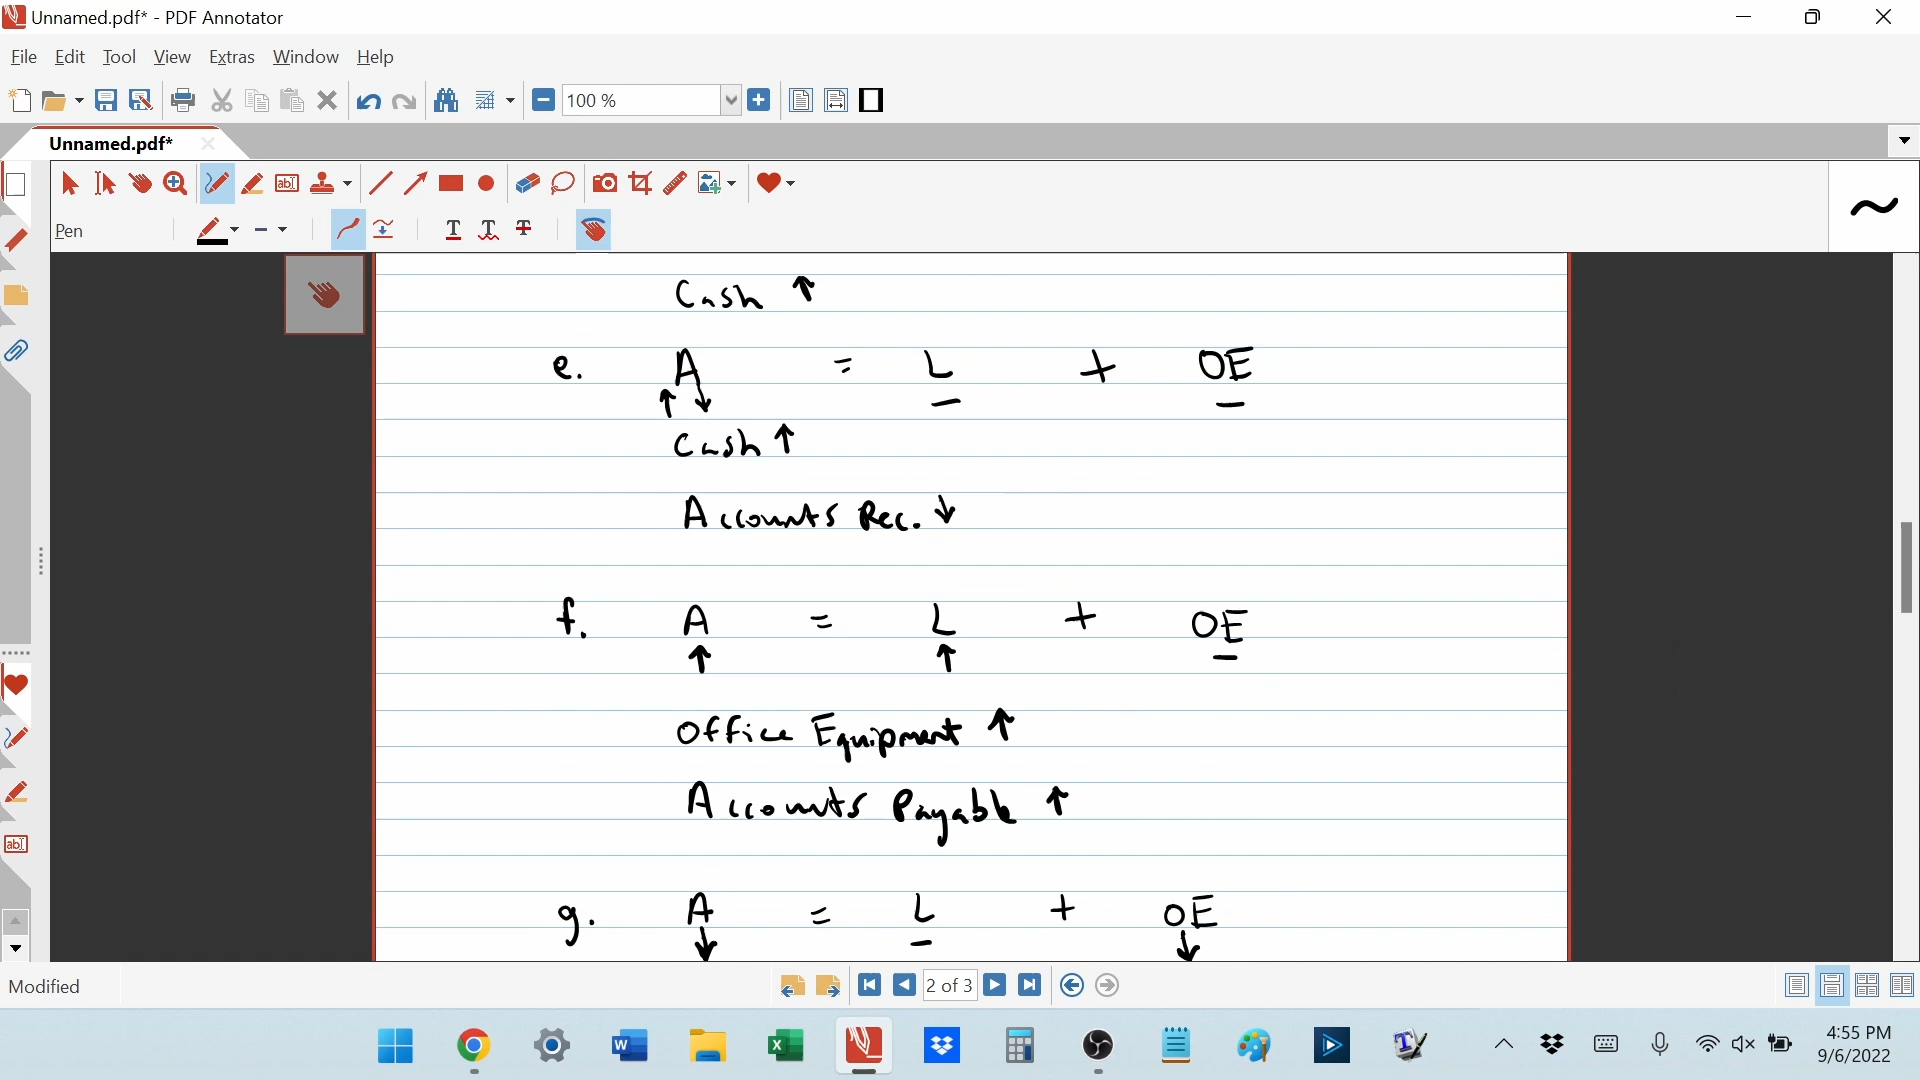 Unnamed.pdf* - PDF Annotator
File Edit Tool View Extras Window Help
100 %
Unnamed.pdf*
Pen
Cash ↑
e. A = L + OE
↑ ↓ – –
Cash ↑
Accounts Rec. ↓
f. A = L + OE
↑ ↑ –
Office Equipment ↑
Accounts Payable ↑
g. A = L + OE
↓ – ↓
Modified
2 of 3
4:55 PM
9/6/2022